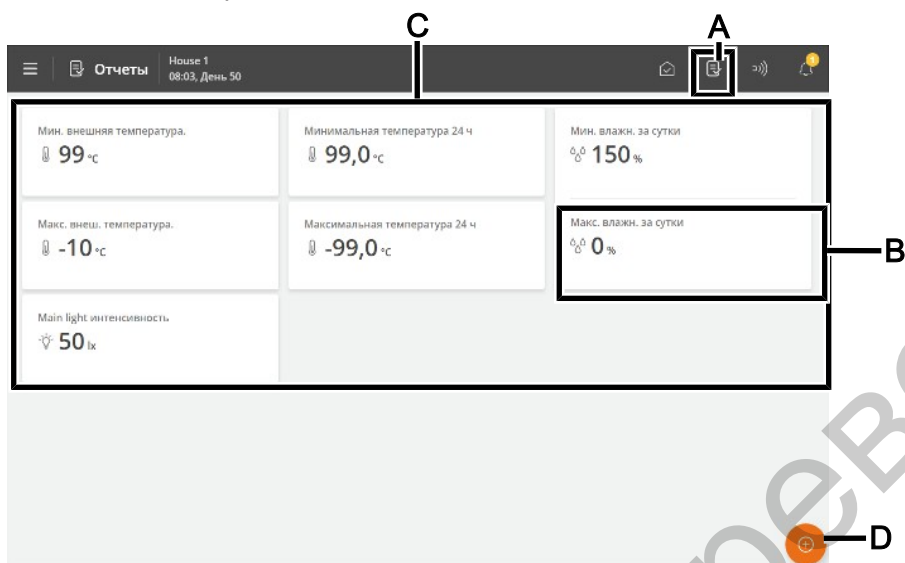 C
A
Отчеты
House 1
08:03, День 50
1
Мин. внешняя температура.
99 °C
Минимальная температура 24 ч
99,0 °C
Мин. влажн. за сутки
150 %
Макс. внеш. температура.
-10 °C
Максимальная температура 24 ч
-99,0 °C
Макс. влажн. за сутки
0 %
B
Main light интенсивность
50 lx
D